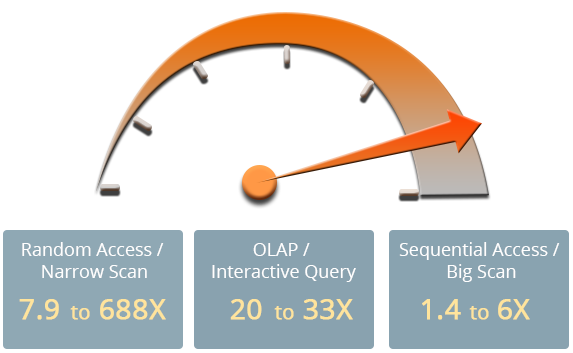 Random Access /
Narrow Scan
7.9 to 688X
OLAP /
Interactive Query
20 to 33X
Sequential Access /
Big Scan
1.4 to 6X